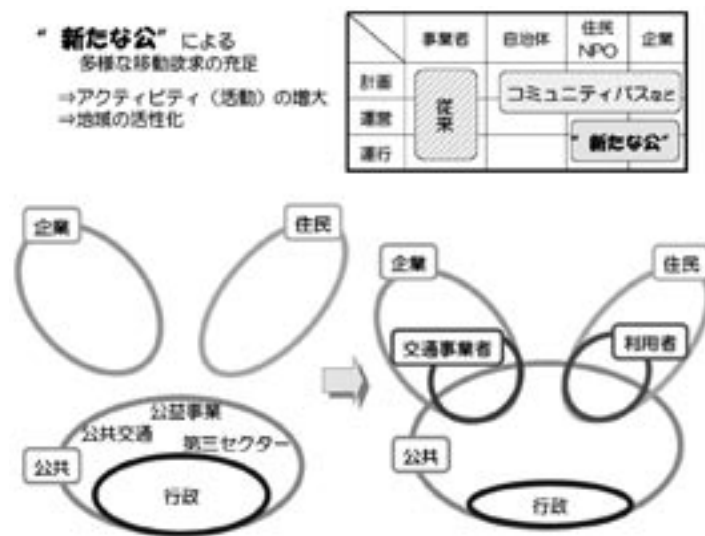 “新たな公”による
多様な移動欲求の充足
⇒アクティビティ（活動）の増大
⇒地域の活性化
事業者
自治体
住民
NPO
企業
計画
運営
運行
従来
コミュニティバスなど
“新たな公”
企業
住民
公益事業
公共交通
第三セクター
公共
行政
企業
住民
交通事業者
利用者
公共
行政